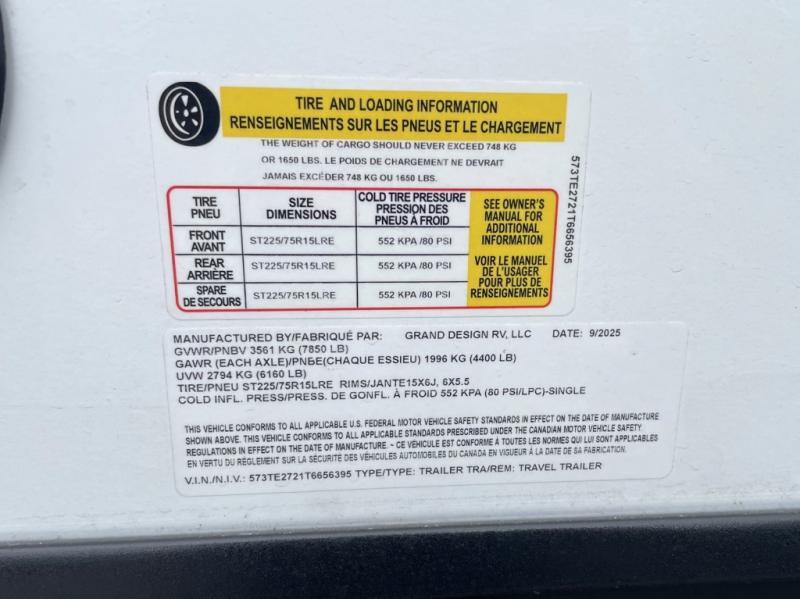 TIRE AND LOADING INFORMATION
RENSEIGNEMENTS SUR LES PNEUS ET LE CHARGEMENT
THE WEIGHT OF CARGO SHOULD NEVER EXCEED 748 KG
OR 1650 LBS. LE POIDS DE CHARGEMENT NE DEVRAIT
JAMAIS EXCÉDER 748 KG OU 1650 LBS.
573TE2721T6656395
TIRE
PNEU
SIZE
DIMENSIONS
COLD TIRE PRESSURE
PRESSION DES
PNEUS À FROID
SEE OWNER'S
MANUAL FOR
ADDITIONAL
INFORMATION
VOIR LE MANUEL
DE L'USAGER
POUR PLUS DE
RENSEIGNEMENTS
FRONT
AVANT
ST225/75R15LRE
552 KPA /80 PSI
REAR
ARRIÈRE
ST225/75R15LRE
552 KPA /80 PSI
SPARE
DE SECOURS
ST225/75R15LRE
552 KPA /80 PSI
MANUFACTURED BY/FABRIQUÉ PAR: GRAND DESIGN RV, LLC DATE: 9/2025
GVWR/PNBV 3561 KG (7850 LB)
GAWR (EACH AXLE)/PNBE(CHAQUE ESSIEU) 1996 KG (4400 LB)
UVW 2794 KG (6160 LB)
TIRE/PNEU ST225/75R15LRE RIMS/JANTE15X6J, 6X5.5
COLD INFL. PRESS/PRESS. DE GONFL. À FROID 552 KPA (80 PSI/LPC)-SINGLE
THIS VEHICLE CONFORMS TO ALL APPLICABLE U.S. FEDERAL MOTOR VEHICLE SAFETY STANDARDS IN EFFECT ON THE DATE OF MANUFACTURE
SHOWN ABOVE. THIS VEHICLE CONFORMS TO ALL APPLICABLE STANDARDS PRESCRIBED UNDER THE CANADIAN MOTOR VEHICLE SAFETY
REGULATIONS IN EFFECT ON THE DATE OF MANUFACTURE. - CE VÉHICULE EST CONFORME À TOUTES LES NORMES QUI LUI SONT APPLICABLES
EN VERTU DU RÈGLEMENT SUR LA SÉCURITÉ DES VÉHICULES AUTOMOBILES DU CANADA EN VIGUEUR À LA DATE DE SA FABRICATION.
V.I.N./N.I.V.: 573TE2721T6656395 TYPE/TYPE: TRAILER TRA/REM: TRAVEL TRAILER